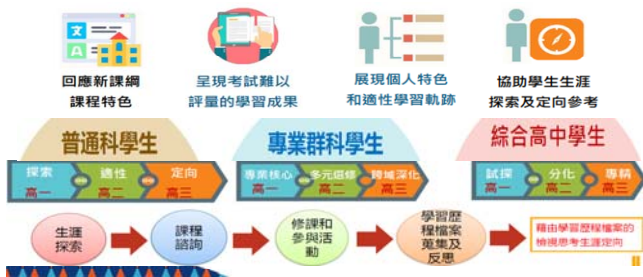 回應新課綱
課程特色
呈現考試難以
評量的學習成果
展現個人特色
和適性學習軌跡
協助學生生涯
探索及定向參考
普通科學生
專業群科學生
綜合高中學生
探索
高一
適性
高二
定向
高三
專業核心
高一
多元選修
高二
跨域深化
高三
試探
高一
分化
高二
專精
高三
生涯
探索
課程
諮詢
修課和
參與活
動
學習歷
程檔案
蒐集及
反思
藉由學習歷程檔案的
檢視思考生涯定向